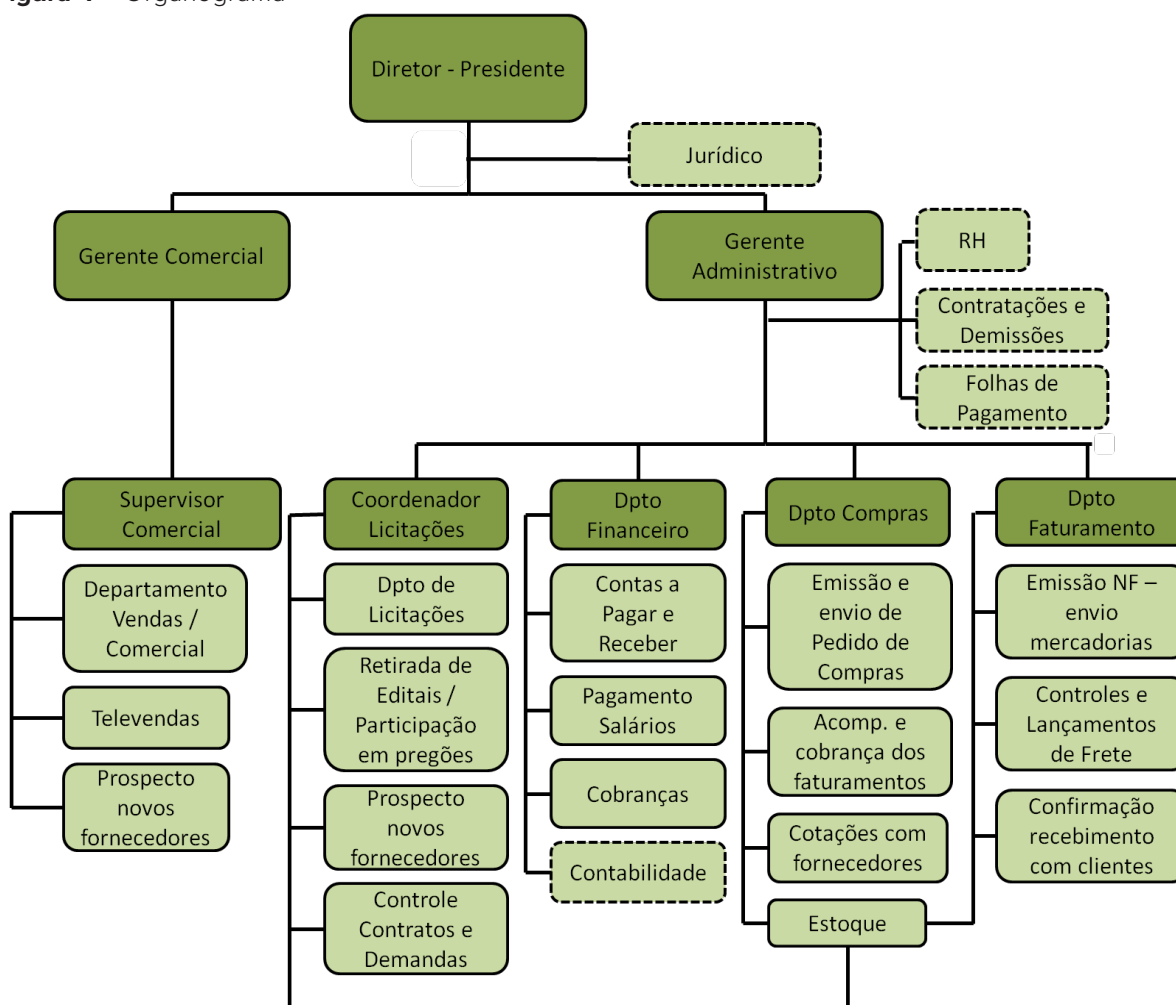 Organograma
Diretor - Presidente
Jurídico
Gerente Comercial
Gerente
Administrativo
RH
Contratações e
Demissões
Folhas de
Pagamento
Supervisor
Comercial
Departamento
Vendas /
Comercial
Televendas
Prospecto
novos
fornecedores
Coordenador
Licitações
Dpto de
Licitações
Retirada de
Editais /
Participação
em pregões
Prospecto
novos
fornecedores
Controle
Contratos e
Demandas
Dpto
Financeiro
Contas a
Pagar e
Receber
Pagamento
Salários
Cobranças
Contabilidade
Dpto Compras
Emissão e
envio de
Pedido de
Compras
Acomp. e
cobrança dos
faturamentos
Cotações com
fornecedores
Estoque
Dpto
Faturamento
Emissão NF –
envio
mercadorias
Controles e
Lançamentos
de Frete
Confirmação
recebimento
com clientes